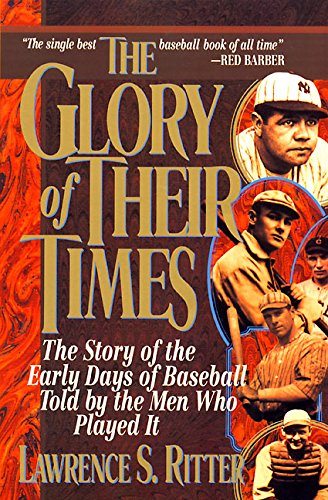 "The single best baseball book of all time"
—RED BARBER
THE
GLORY
of THEIR
TIMES
The Story of the
Early Days of Baseball
Told by the Men Who
Played It
LAWRENCE S. RITTER